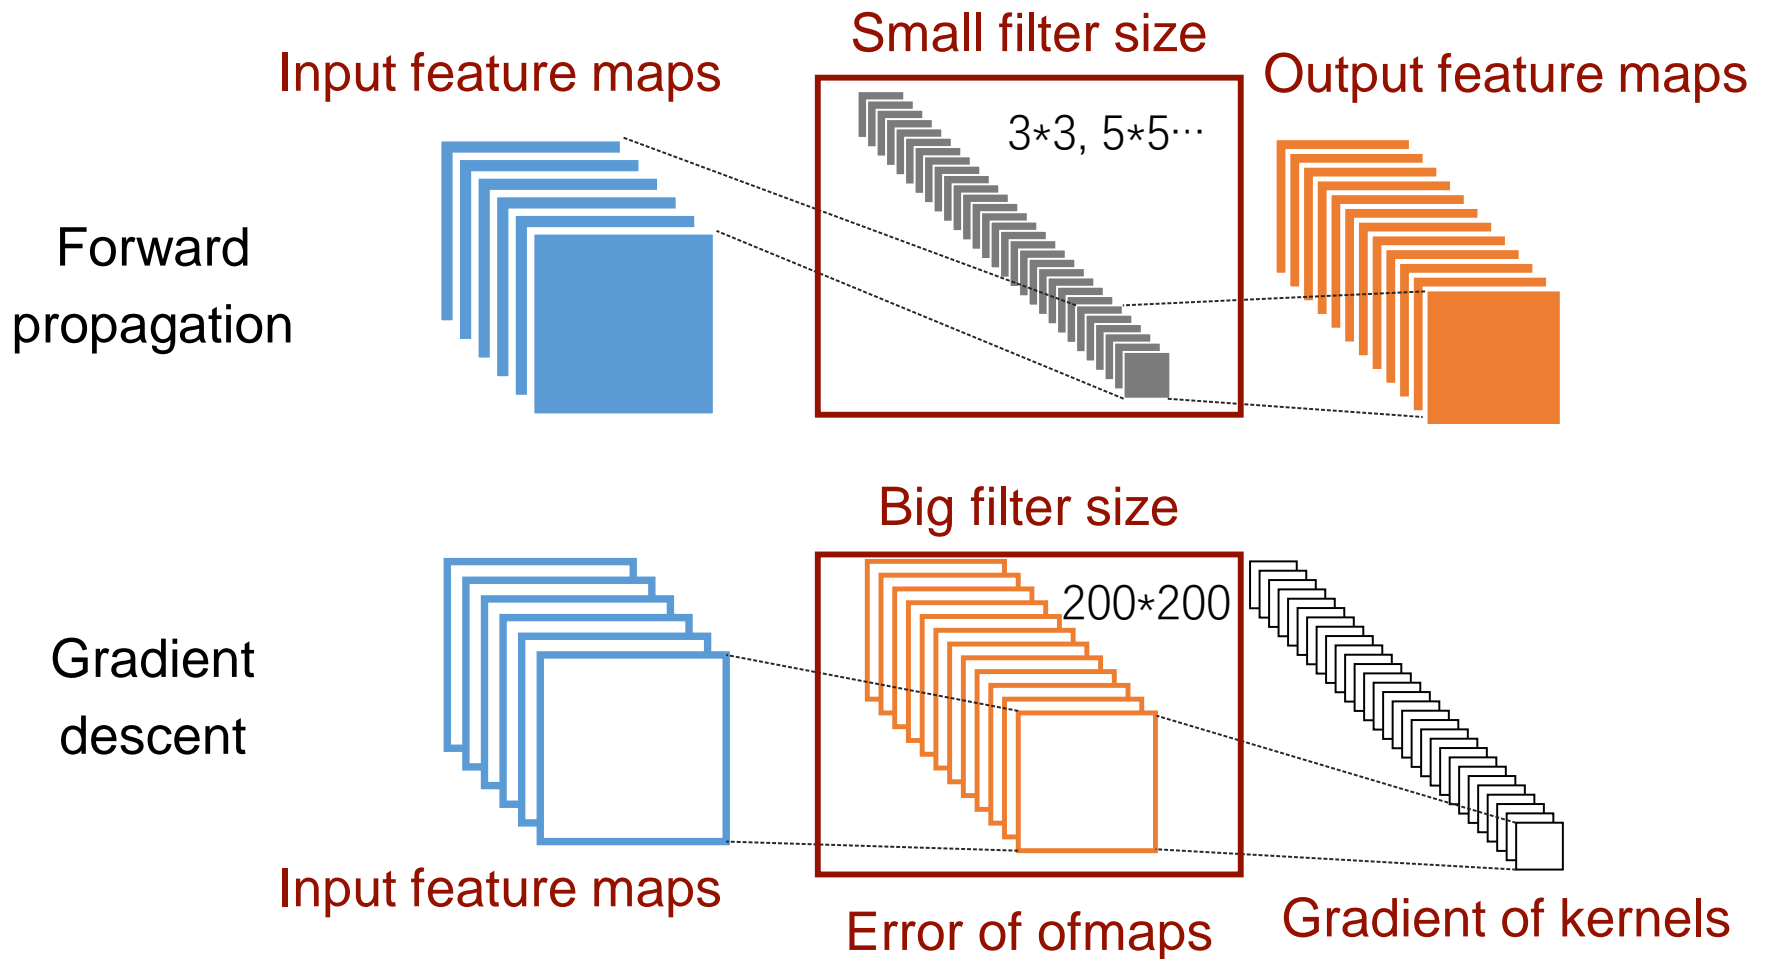 Small filter size
Input feature maps
Output feature maps
3*3, 5*5···
Forward
propagation
Big filter size
200*200
Gradient
descent
Input feature maps
Error of ofmaps
Gradient of kernels